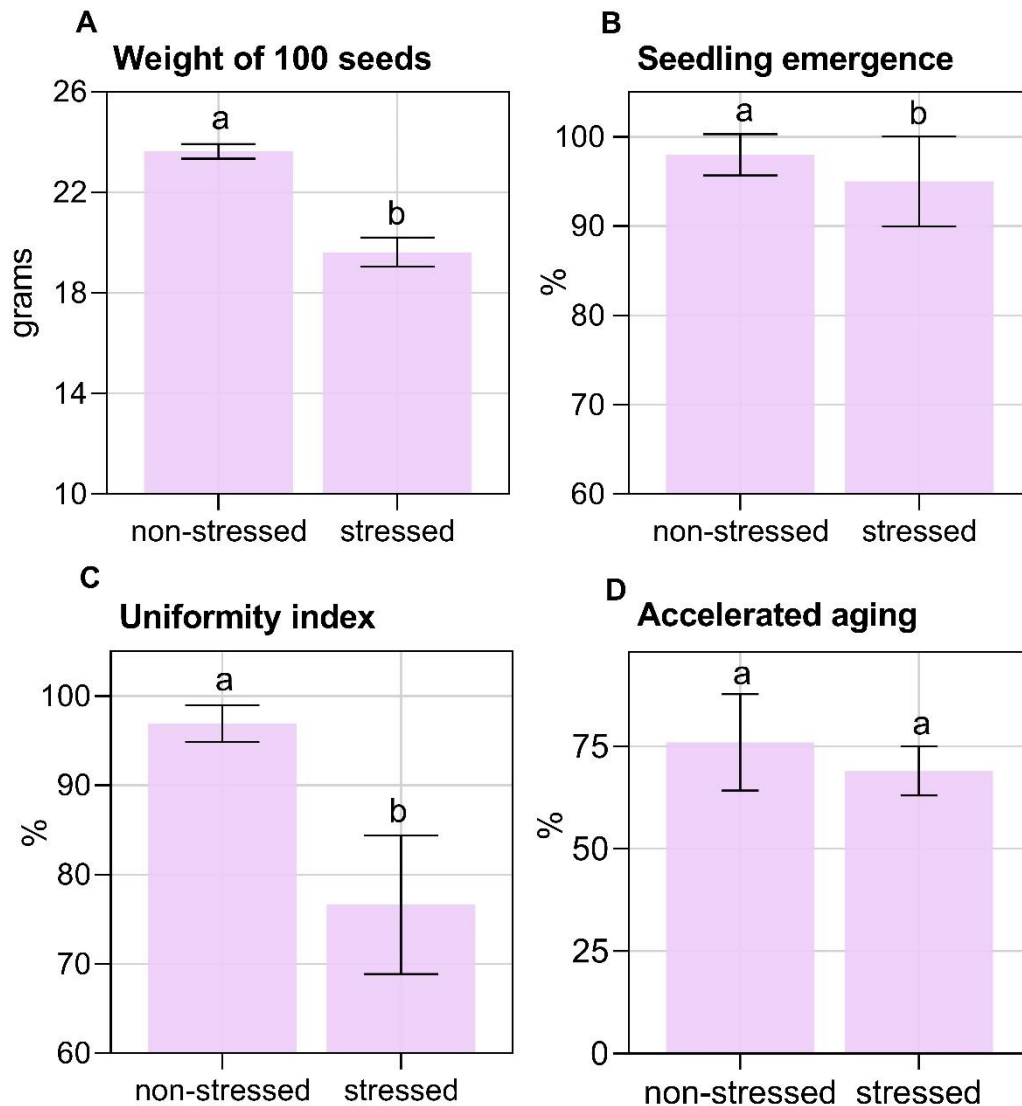 A
Weight of 100 seeds
grams
26
22
18
14
10
a
b
non-stressed stressed
B
Seedling emergence
%
100
90
80
70
60
a b
non-stressed stressed
C
Uniformity index
%
100
90
80
70
60
a
b
non-stressed stressed
D
Accelerated aging
%
75
50
25
0
a
a
non-stressed stressed